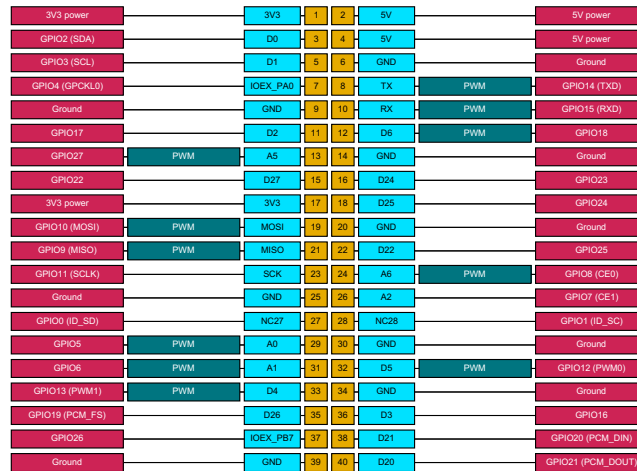 3V3 power 3V3 1 2 5V 5V power
GPIO2 (SDA) D0 3 4 5V 5V power
GPIO3 (SCL) D1 5 6 GND Ground
GPIO4 (GPCKL0) IOEX_PA0 7 8 TX PWM GPIO14 (TXD)
Ground GND 9 10 RX PWM GPIO15 (RXD)
GPIO17 D2 11 12 D6 PWM GPIO18
GPIO27 PWM A5 13 14 GND Ground
GPIO22 D27 15 16 D24 GPIO23
3V3 power 3V3 17 18 D25 GPIO24
GPIO10 (MOSI) PWM MOSI 19 20 GND Ground
GPIO9 (MISO) PWM MISO 21 22 D22 GPIO25
GPIO11 (SCLK) SCK 23 24 A6 PWM GPIO8 (CE0)
Ground GND 25 26 A2 GPIO7 (CE1)
GPIO0 (ID_SD) NC27 27 28 NC28 GPIO1 (ID_SC)
GPIO5 PWM A0 29 30 GND Ground
GPIO6 PWM A1 31 32 D5 PWM GPIO12 (PWM0)
GPIO13 (PWM1) PWM D4 33 34 GND Ground
GPIO19 (PCM_FS) D26 35 36 D3 GPIO16
GPIO26 IOEX_PB7 37 38 D21 GPIO20 (PCM_DIN)
Ground GND 39 40 D20 GPIO21 (PCM_DOUT)